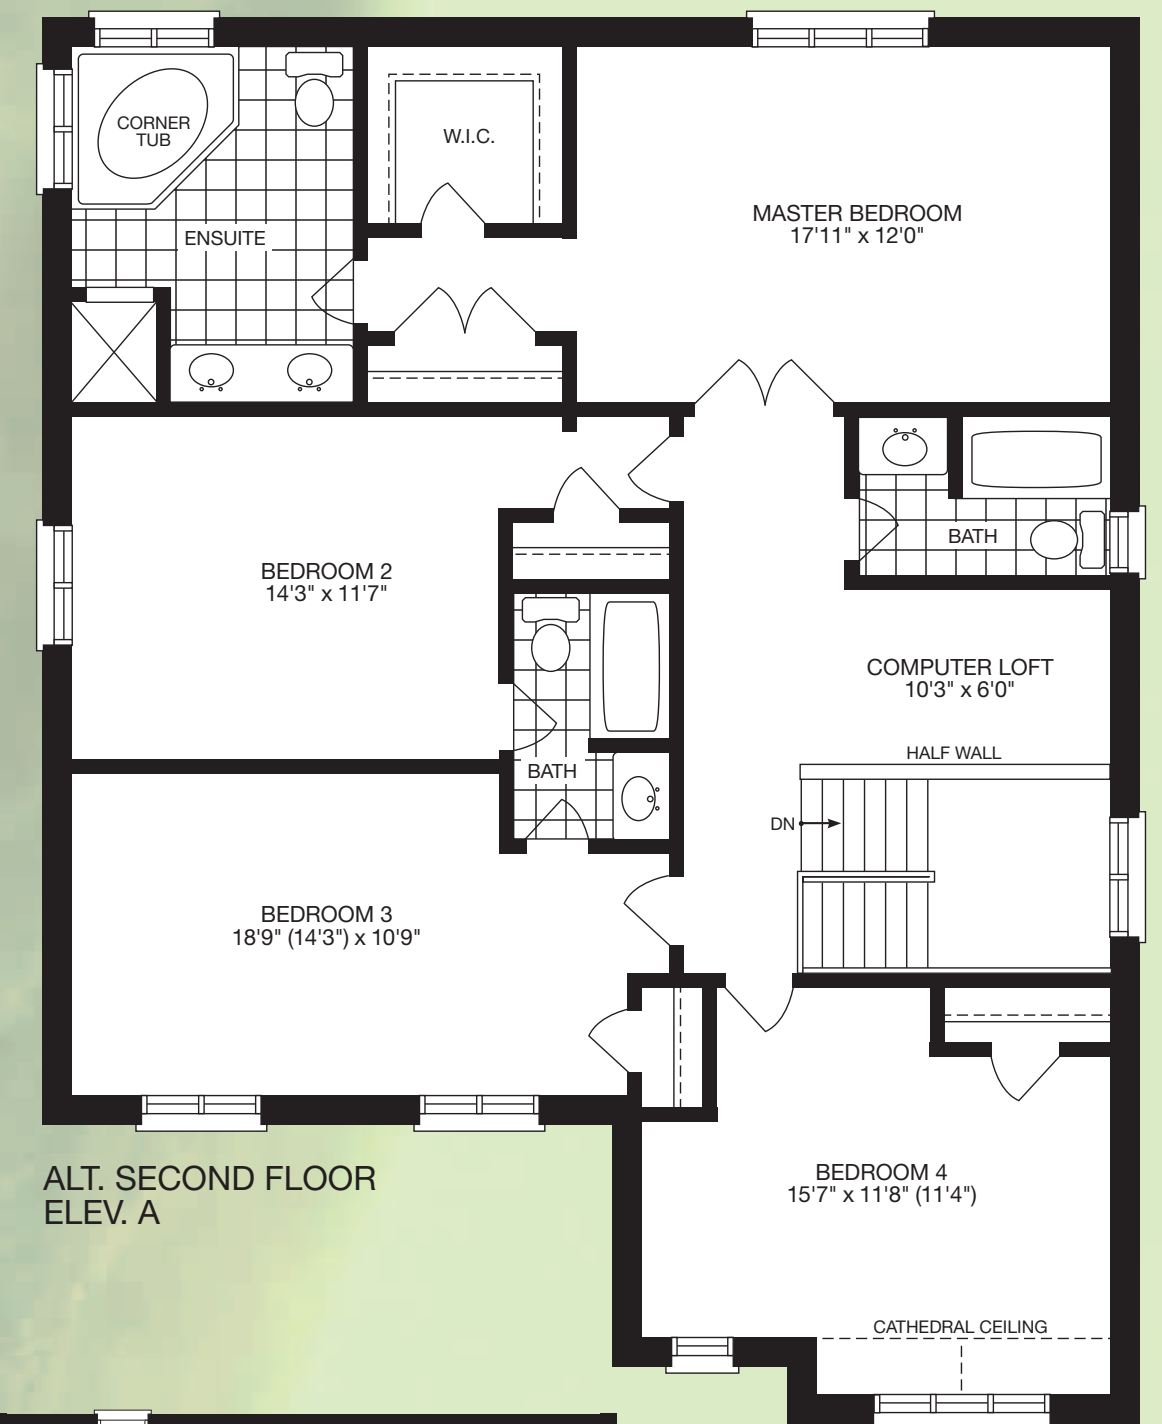 CORNER
TUB
W.I.C.
MASTER BEDROOM
17'11" x 12'0"
ENSUITE
BATH
BEDROOM 2
14'3" x 11'7"
COMPUTER LOFT
10'3" x 6'0"
HALF WALL
BATH
DN
BEDROOM 3
18'9" (14'3") x 10'9"
ALT. SECOND FLOOR
ELEV. A
BEDROOM 4
15'7" x 11'8" (11'4")
CATHEDRAL CEILING